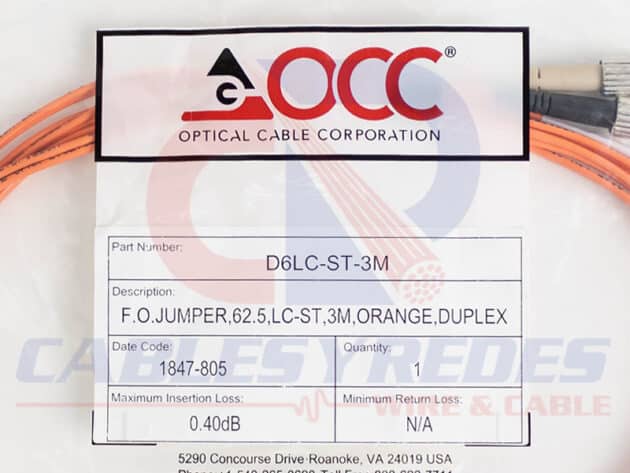 OCC®
OPTICAL CABLE CORPORATION
Part Number:
D6LC-ST-3M
Description:
F.O.JUMPER,62.5,LC-ST,3M,ORANGE,DUPLEX
Date Code:
1847-805
Quantity:
1
CABLES Y REDES
WIRE & CABLE
Maximum Insertion Loss:
0.40dB
Minimum Return Loss:
N/A
5290 Concourse Drive·Roanoke, VA 24019 USA